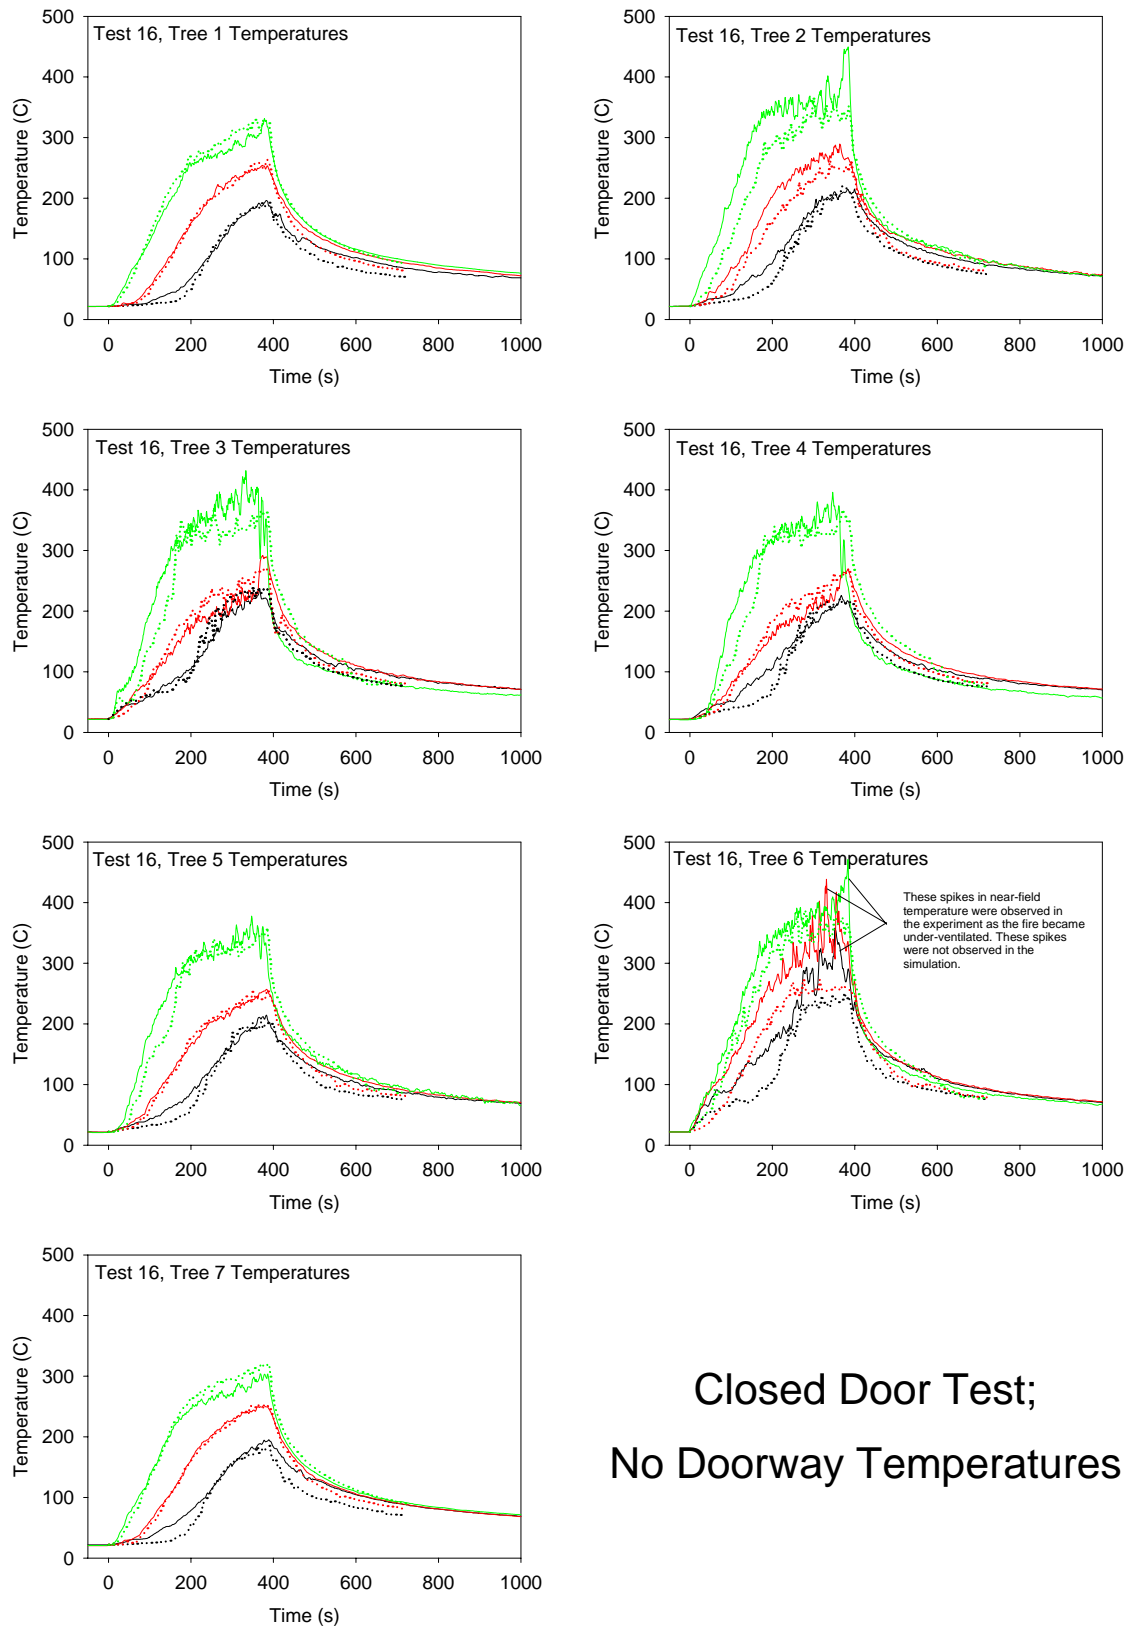 Test 16, Tree 1 Temperatures
500
400
300
200
100
0
Temperature (C)
0 200 400 600 800 1000
Time (s)
Test 16, Tree 2 Temperatures
500
400
300
200
100
0
Temperature (C)
0 200 400 600 800 1000
Time (s)
Test 16, Tree 3 Temperatures
500
400
300
200
100
0
Temperature (C)
0 200 400 600 800 1000
Time (s)
Test 16, Tree 4 Temperatures
500
400
300
200
100
0
Temperature (C)
0 200 400 600 800 1000
Time (s)
Test 16, Tree 5 Temperatures
500
400
300
200
100
0
Temperature (C)
0 200 400 600 800 1000
Time (s)
Test 16, Tree 6 Temperatures
500
400
300
200
100
0
Temperature (C)
These spikes in near-field
temperature were observed in
the experiment as the fire became
under-ventilated. These spikes
were not observed in the
simulation.
0 200 400 600 800 1000
Time (s)
Test 16, Tree 7 Temperatures
500
400
300
200
100
0
Temperature (C)
0 200 400 600 800 1000
Time (s)
Closed Door Test;
No Doorway Temperatures